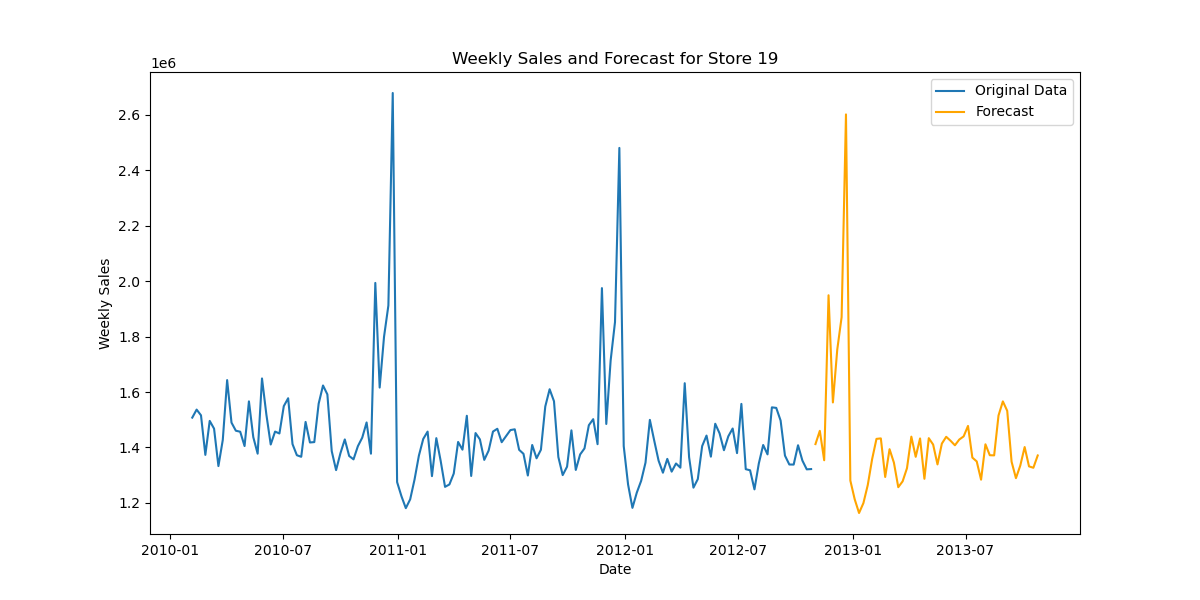 Weekly Sales and Forecast for Store 19
1e6
Original Data
Forecast
2.6
2.4
2.2
2.0
1.8
1.6
1.4
1.2
Weekly Sales
2010-01 2010-07 2011-01 2011-07 2012-01 2012-07 2013-01 2013-07
Date